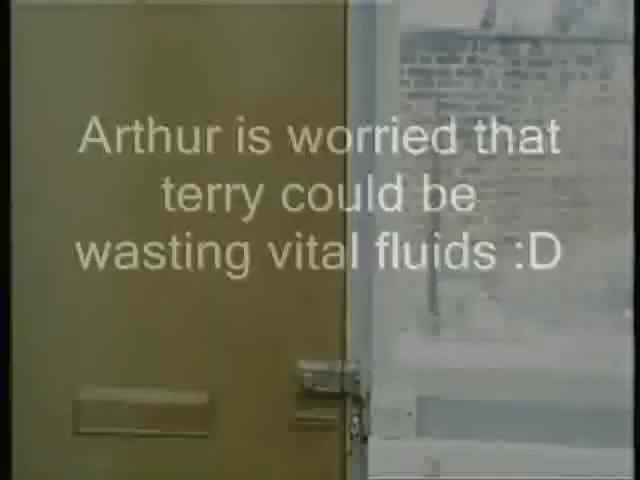 Arthur is worried that
terry could be
wasting vital fluids :D